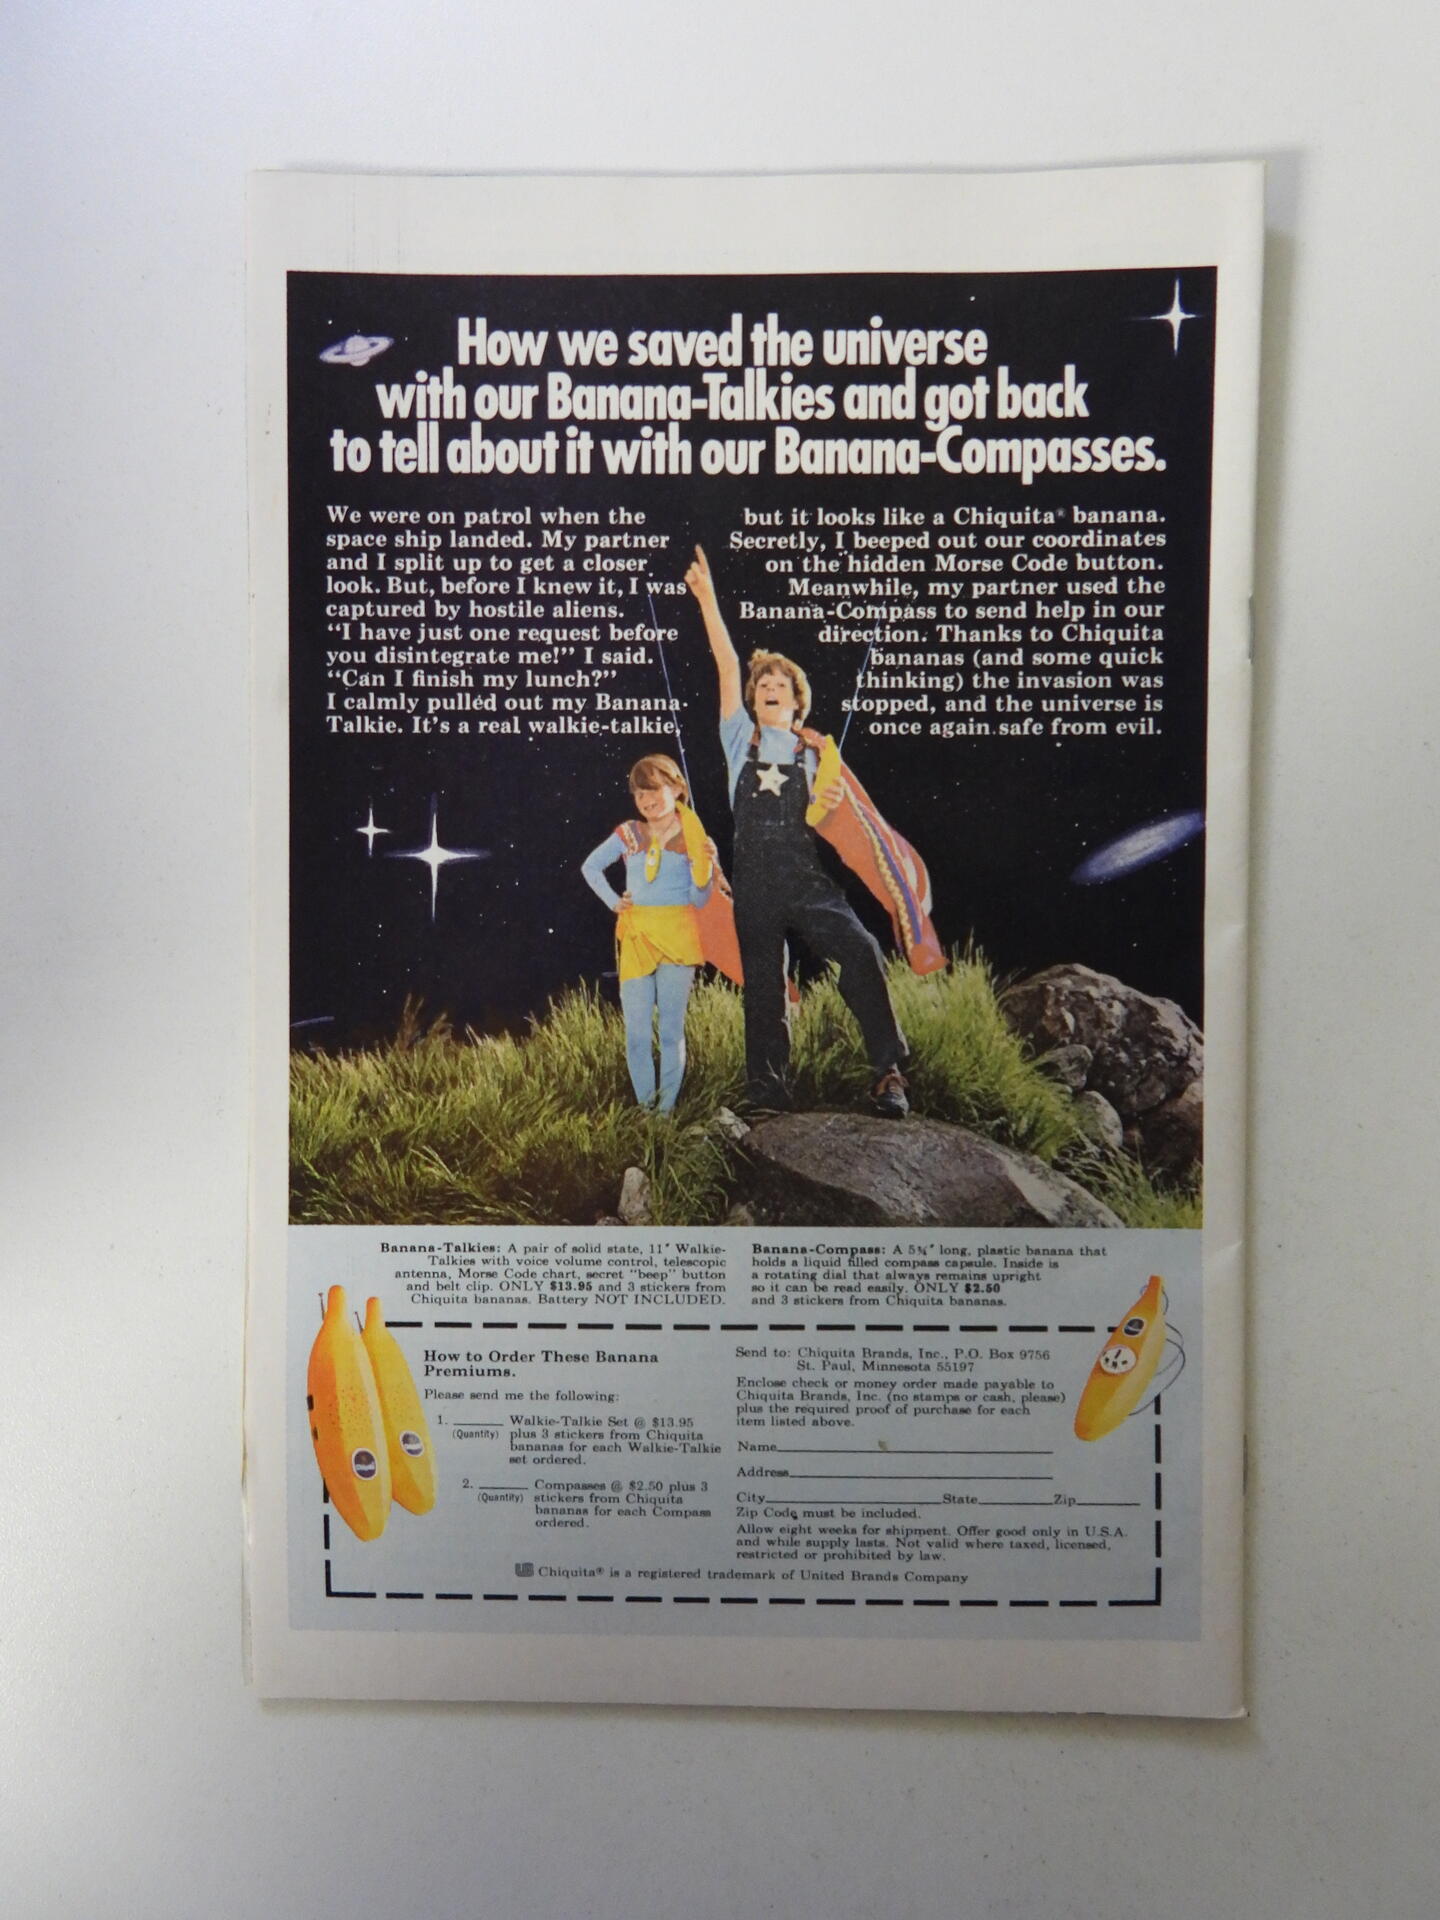 How we saved the universe
with our Banana-Talkies and got back
to tell about it with our Banana-Compasses.
We were on patrol when the
space ship landed. My partner
and I split up to get a closer
look. But, before I knew it, I was
captured by hostile aliens.
"I have just one request before
you disintegrate me!" I said.
"Can I finish my lunch?"
I calmly pulled out my Banana-
Talkie. It's a real walkie-talkie,
but it looks like a Chiquita® banana.
Secretly, I beeped out our coordinates
on the hidden Morse Code button.
Meanwhile, my partner used the
Banana-Compass to send help in our
direction. Thanks to Chiquita
bananas (and some quick
thinking) the invasion was
stopped, and the universe is
once again safe from evil.
Banana-Talkies: A pair of solid state, 11" Walkie-
Talkies with voice volume control, telescopic
antenna, Morse Code chart, secret "beep" button
and belt clip. ONLY $13.95 and 3 stickers from
Chiquita bananas. Battery NOT INCLUDED.
Banana-Compass: A 5¾" long, plastic banana that
holds a liquid filled compass capsule. Inside is
a rotating dial that always remains upright
so it can be read easily. ONLY $2.50
and 3 stickers from Chiquita bananas.
How to Order These Banana
Premiums.
Please send me the following:
1. ______ Walkie-Talkie Set @ $13.95
(Quantity) plus 3 stickers from Chiquita
bananas for each Walkie-Talkie
set ordered.
2. ______ Compasses @ $2.50 plus 3
(Quantity) stickers from Chiquita
bananas for each Compass
ordered.
Send to: Chiquita Brands, Inc., P.O. Box 9756
St. Paul, Minnesota 55197
Enclose check or money order made payable to
Chiquita Brands, Inc. (no stamps or cash, please)
plus the required proof of purchase for each
item listed above.
Name
Address
City State Zip
Zip Code must be included.
Allow eight weeks for shipment. Offer good only in U.S.A.
and while supply lasts. Not valid where taxed, licensed,
restricted or prohibited by law.
UB Chiquita® is a registered trademark of United Brands Company